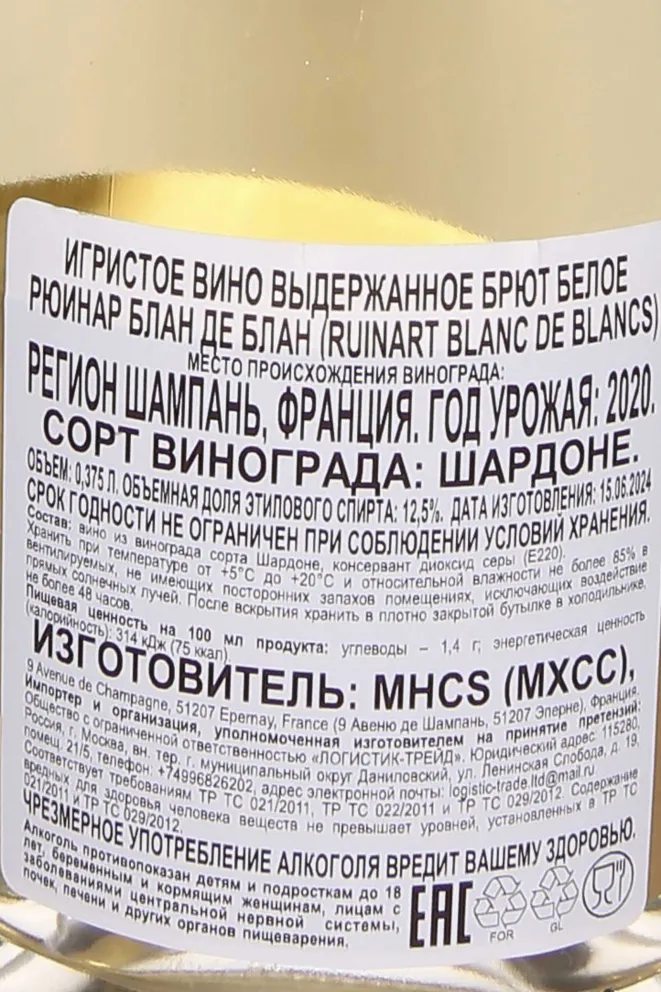 ИГРИСТОЕ ВИНО ВЫДЕРЖАННОЕ БРЮТ БЕЛОЕ
РЮИНАР БЛАН ДЕ БЛАН (RUINART BLANC DE BLANCS)
МЕСТО ПРОИСХОЖДЕНИЯ ВИНОГРАДА:
РЕГИОН ШАМПАНЬ, ФРАНЦИЯ. ГОД УРОЖАЯ: 2020.
СОРТ ВИНОГРАДА: ШАРДОНЕ.
ОБЪЕМ: 0,375 Л. ОБЪЕМНАЯ ДОЛЯ ЭТИЛОВОГО СПИРТА: 12,5%. ДАТА ИЗГОТОВЛЕНИЯ: 15.06.2024
СРОК ГОДНОСТИ НЕ ОГРАНИЧЕН ПРИ СОБЛЮДЕНИИ УСЛОВИЙ ХРАНЕНИЯ.
Состав: вино из винограда сорта Шардоне, консервант диоксид серы (Е220).
Хранить при температуре от +5°С до +20°С и относительной влажности не более 85% в
вентилируемых, не имеющих посторонних запахов помещениях, исключающих воздействие
прямых солнечных лучей. После вскрытия хранить в плотно закрытой бутылке в холодильнике,
не более 48 часов.
Пищевая ценность на 100 мл продукта: углеводы – 1,4 г; энергетическая ценность
(калорийность): 314 кДж (75 ккал).
ИЗГОТОВИТЕЛЬ: MHCS (МХСС),
9 Avenue de Champagne, 51207 Epernay, France (9 Авеню де Шампань, 51207 Эперне), Франция.
Импортер и организация, уполномоченная изготовителем на принятие претензий:
Общество с ограниченной ответственностью «ЛОГИСТИК-ТРЕЙД». Юридический адрес: 115280,
Россия, г. Москва, вн. тер. г. муниципальный округ Даниловский, ул. Ленинская Слобода, д. 19,
помещ. 21/5, телефон: +74996826202, адрес электронной почты: logistic-trade.ltd@mail.ru
Соответствует требованиям ТР ТС 021/2011, ТР ТС 022/2011 и ТР ТС 029/2012. Содержание
вредных для здоровья человека веществ не превышает уровней, установленных в ТР ТС
021/2011 и ТР ТС 029/2012.
ЧРЕЗМЕРНОЕ УПОТРЕБЛЕНИЕ АЛКОГОЛЯ ВРЕДИТ ВАШЕМУ ЗДОРОВЬЮ.
Алкоголь противопоказан детям и подросткам до 18
лет, беременным и кормящим женщинам, лицам с
заболеваниями центральной нервной системы,
почек, печени и других органов пищеварения.
ЕАС
FOR
GL